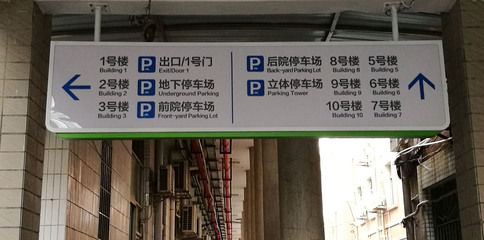 1号楼 P 出口/1号门
Building 1 Exit/Door 1
2号楼 P 地下停车场
Building 2 Underground Parking
3号楼 P 前院停车场
Building 3 Front-yard Parking Lot
P 后院停车场 8号楼 5号楼
Back-yard Parking Lot Building 8 Building 5
P 立体停车场 9号楼 6号楼
Parking Tower Building 9 Building 6
10号楼 7号楼
Building 10 Building 7